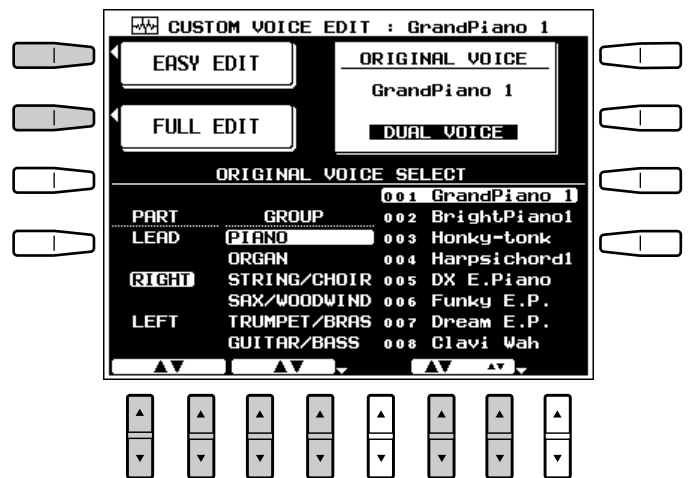 CUSTOM VOICE EDIT : GrandPiano 1
EASY EDIT
ORIGINAL VOICE
GrandPiano 1
FULL EDIT
DUAL VOICE
ORIGINAL VOICE SELECT
001 GrandPiano 1
PART GROUP 002 BrightPiano1
LEAD PIANO 003 Honky-tonk
ORGAN 004 Harpsichord1
RIGHT STRING/CHOIR 005 DX E.Piano
SAX/WOODWIND 006 Funky E.P.
LEFT TRUMPET/BRAS 007 Dream E.P.
GUITAR/BASS 008 Clavi Wah